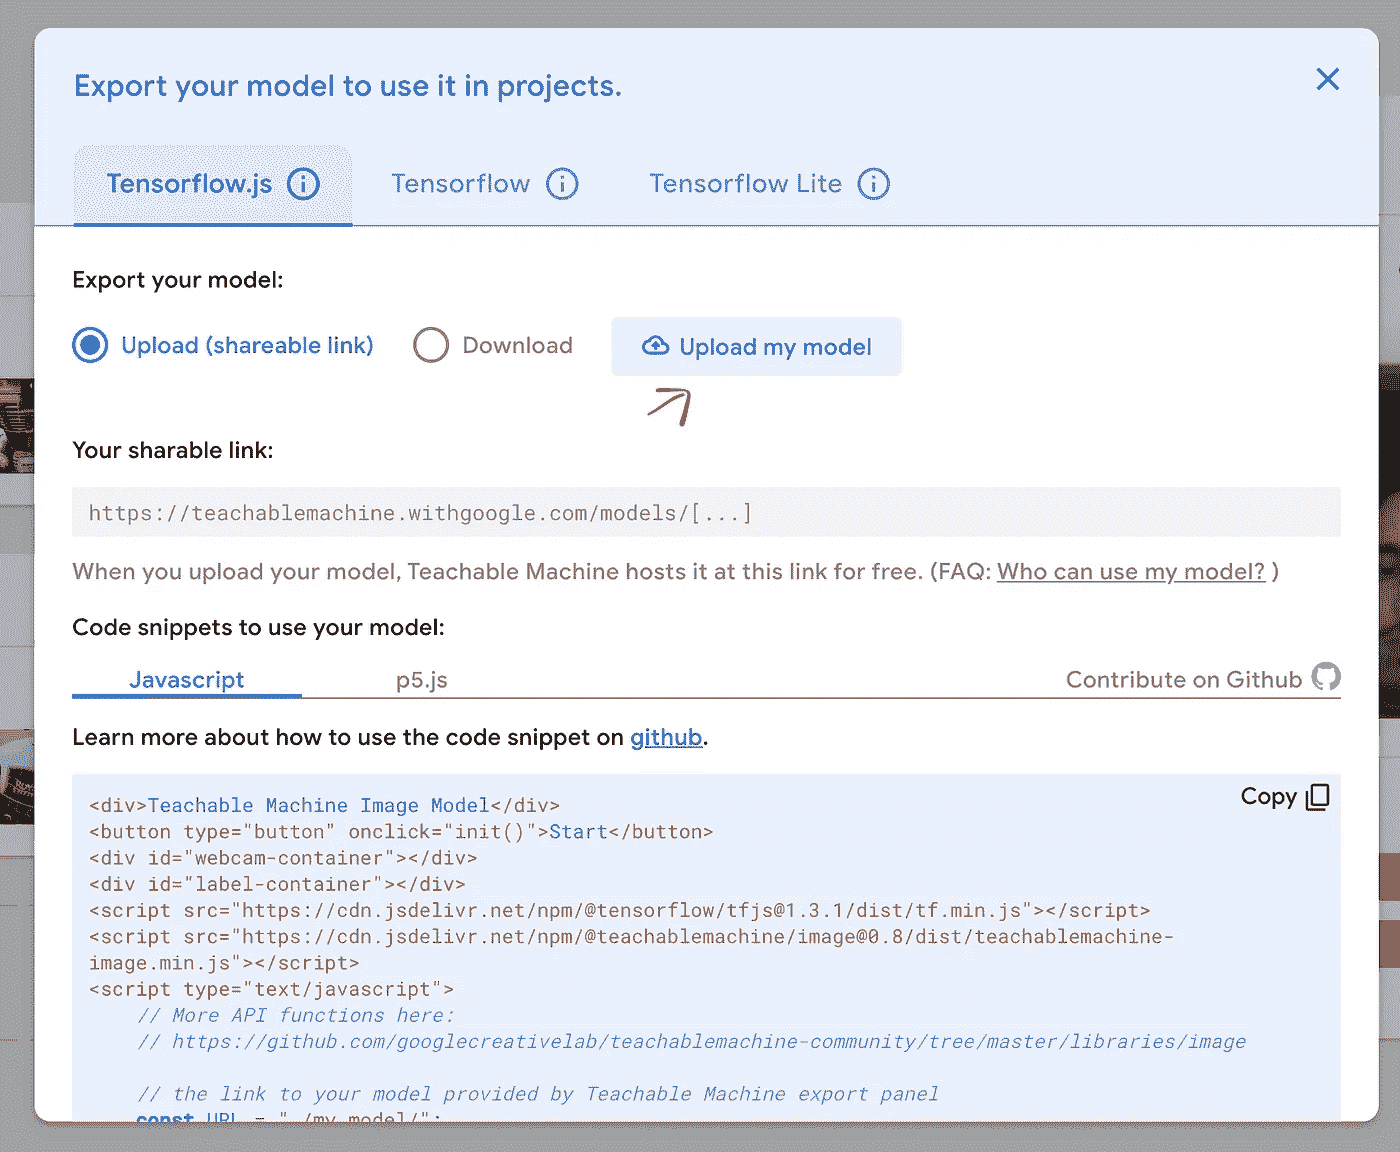 Export your model to use it in projects.
Tensorflow.js Tensorflow Tensorflow Lite
Export your model:
Upload (shareable link) Download Upload my model
Your sharable link:
https://teachablemachine.withgoogle.com/models/[...]
When you upload your model, Teachable Machine hosts it at this link for free. (FAQ: Who can use my model? )
Code snippets to use your model:
Javascript p5.js Contribute on Github
Learn more about how to use the code snippet on github.
Copy
<div>Teachable Machine Image Model</div>
<button type="button" onclick="init()">Start</button>
<div id="webcam-container"></div>
<div id="label-container"></div>
<script src="https://cdn.jsdelivr.net/npm/@tensorflow/tfjs@1.3.1/dist/tf.min.js"></script>
<script src="https://cdn.jsdelivr.net/npm/@teachablemachine/image@0.8/dist/teachablemachine-
image.min.js"></script>
<script type="text/javascript">
// More API functions here:
// https://github.com/googlecreativelab/teachablemachine-community/tree/master/libraries/image
// the link to your model provided by Teachable Machine export panel
const URL = "./my_model/";